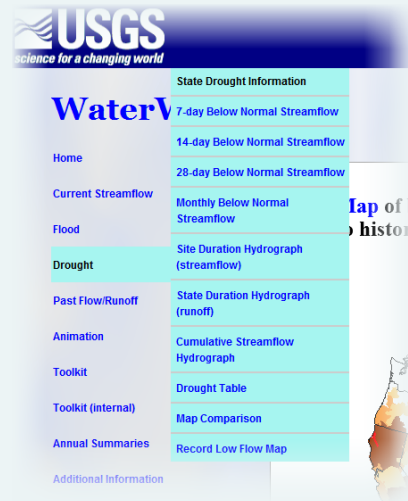 USGS
science for a changing world
WaterW
Home
Current Streamflow
Flood
Drought
Past Flow/Runoff
Animation
Toolkit
Toolkit (internal)
Annual Summaries
Additional Information
State Drought Information
7-day Below Normal Streamflow
14-day Below Normal Streamflow
28-day Below Normal Streamflow
Monthly Below Normal
Streamflow
Site Duration Hydrograph
(streamflow)
State Duration Hydrograph
(runoff)
Cumulative Streamflow
Hydrograph
Drought Table
Map Comparison
Record Low Flow Map
Map of
histor